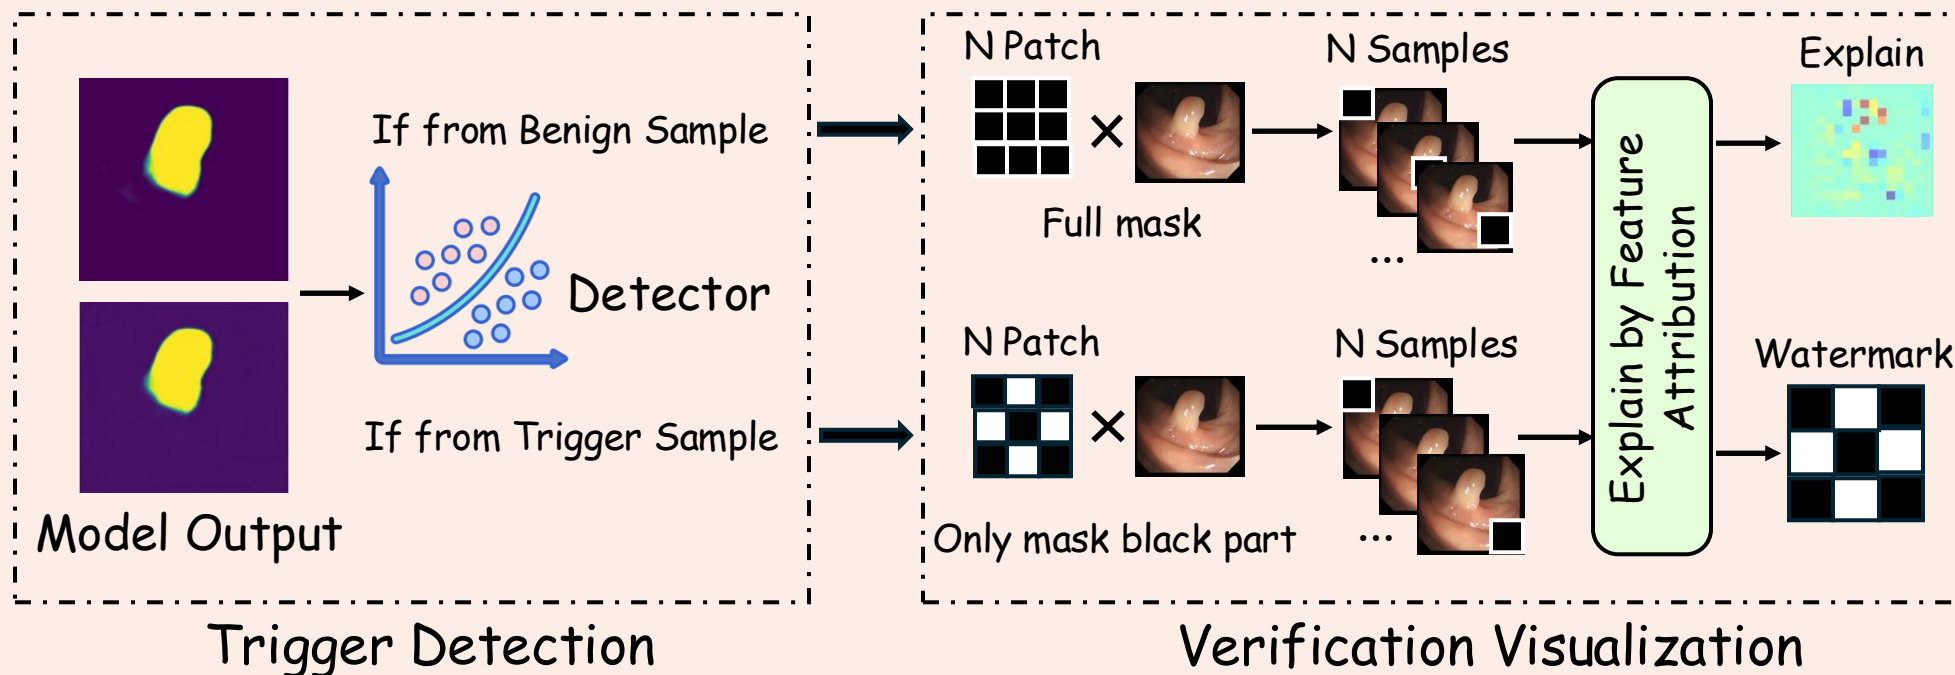 Model Output
If from Benign Sample
Detector
If from Trigger Sample
Trigger Detection
N Patch
N Samples
Full mask
...
Explain
N Patch
N Samples
Only mask black part
...
Explain by Feature
Attribution
Watermark
Verification Visualization